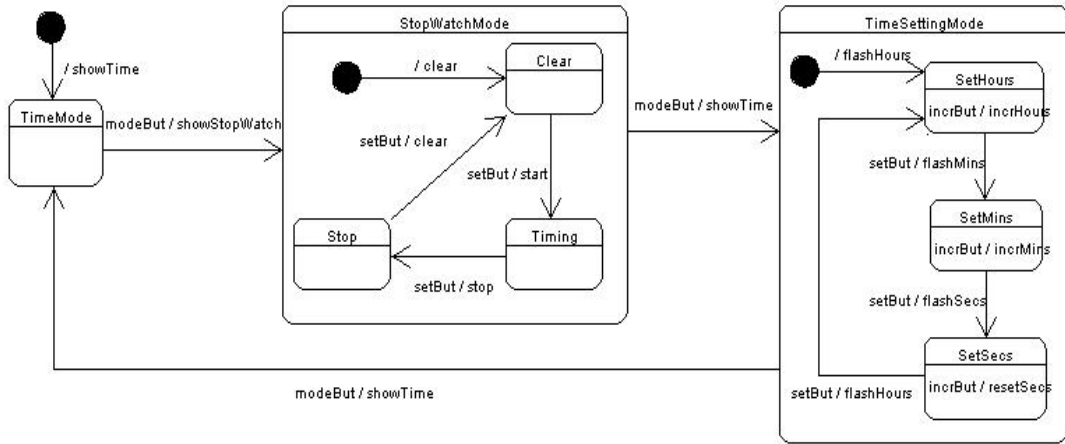 StopWatchMode
TimeSettingMode
/ showTime
/ clear
Clear
/ flashHours
SetHours
incrBut / incrHours
TimeMode
modeBut / showStopWatch
modeBut / showTime
setBut / clear
setBut / start
setBut / flashMins
Stop
Timing
SetMins
incrBut / incrMins
setBut / stop
setBut / flashSecs
SetSecs
incrBut / resetSecs
setBut / flashHours
modeBut / showTime